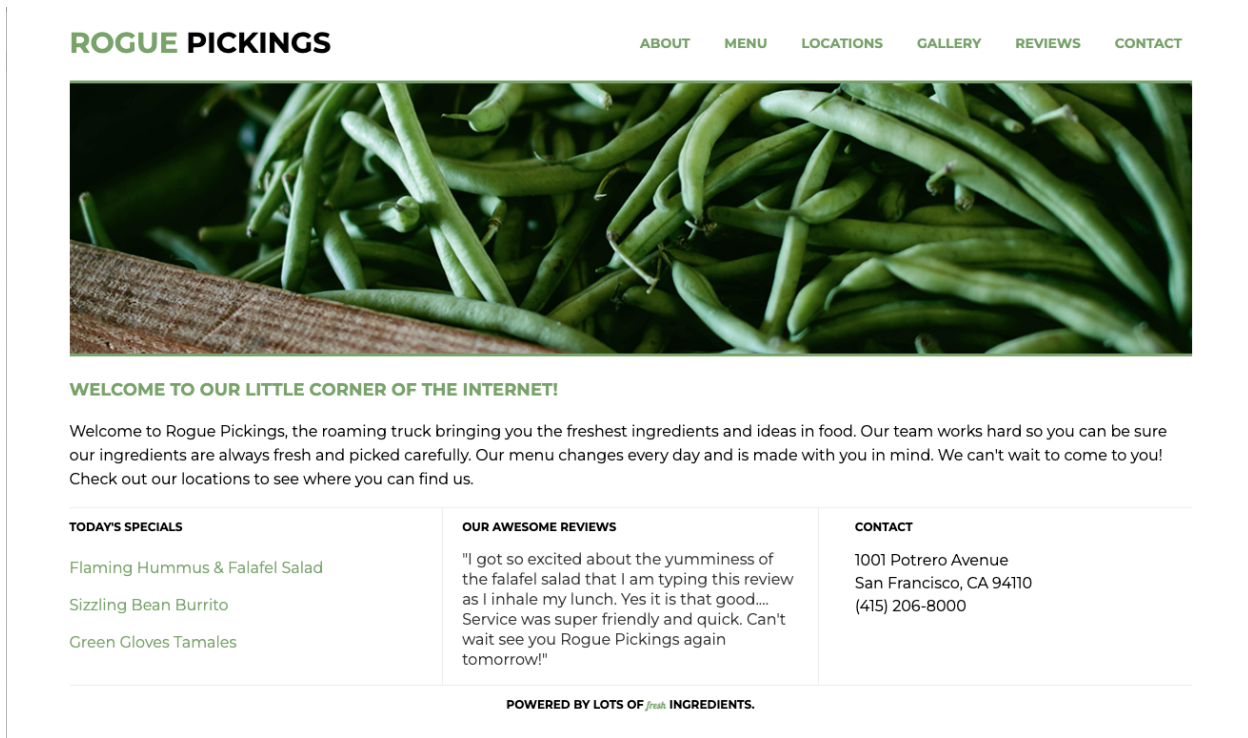 ROGUE PICKINGS
ABOUT MENU LOCATIONS GALLERY REVIEWS CONTACT
WELCOME TO OUR LITTLE CORNER OF THE INTERNET!
Welcome to Rogue Pickings, the roaming truck bringing you the freshest ingredients and ideas in food. Our team works hard so you can be sure
our ingredients are always fresh and picked carefully. Our menu changes every day and is made with you in mind. We can't wait to come to you!
Check out our locations to see where you can find us.
TODAY'S SPECIALS
Flaming Hummus & Falafel Salad
Sizzling Bean Burrito
Green Gloves Tamales
OUR AWESOME REVIEWS
"I got so excited about the yumminess of
the falafel salad that I am typing this review
as I inhale my lunch. Yes it is that good....
Service was super friendly and quick. Can't
wait see you Rogue Pickings again
tomorrow!"
CONTACT
1001 Potrero Avenue
San Francisco, CA 94110
(415) 206-8000
POWERED BY LOTS OF fresh INGREDIENTS.